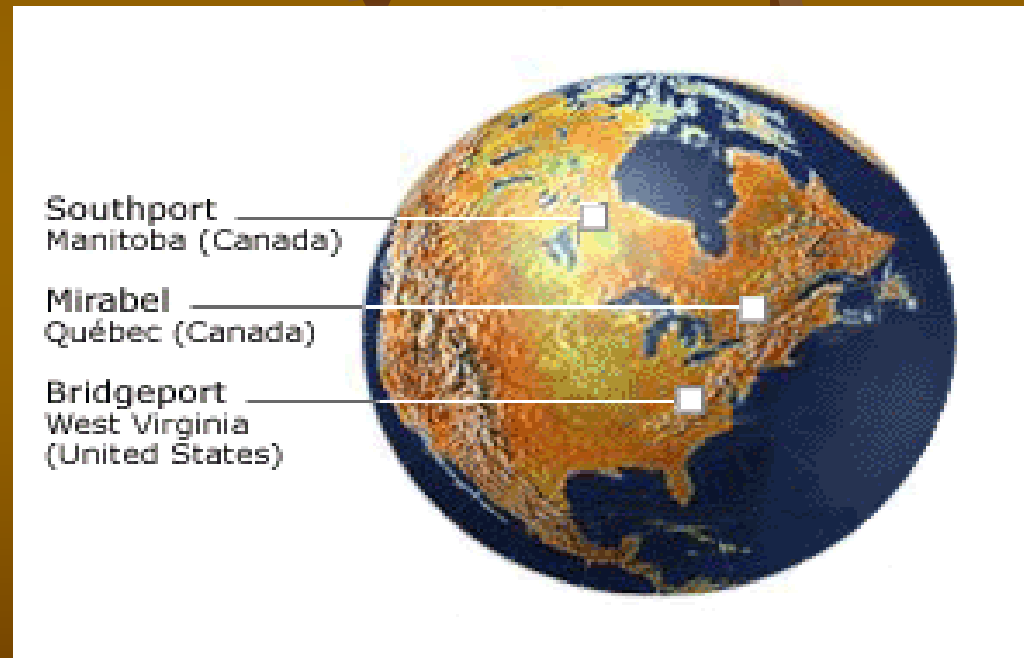 Southport
Manitoba (Canada)
Mirabel
Québec (Canada)
Bridgeport
West Virginia
(United States)